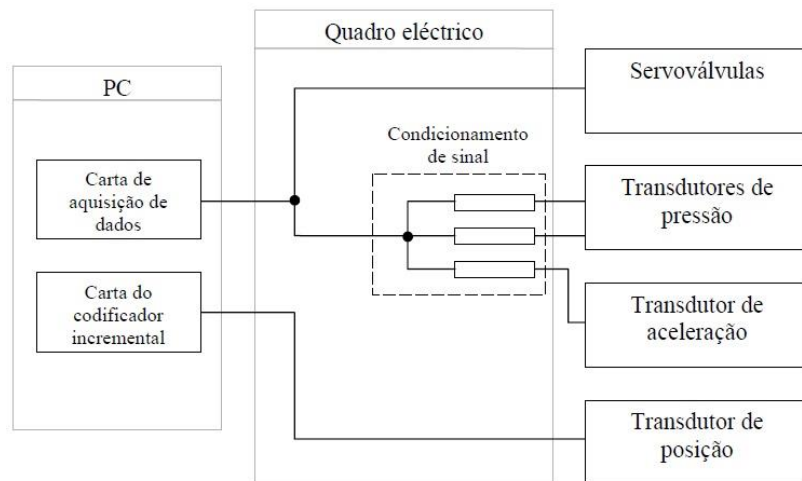 Quadro eléctrico
PC
Servoválvulas
Condicionamento
de sinal
Carta de
aquisição de
dados
Transdutores de
pressão
Carta do
codificador
incremental
Transdutor de
aceleração
Transdutor de
posição